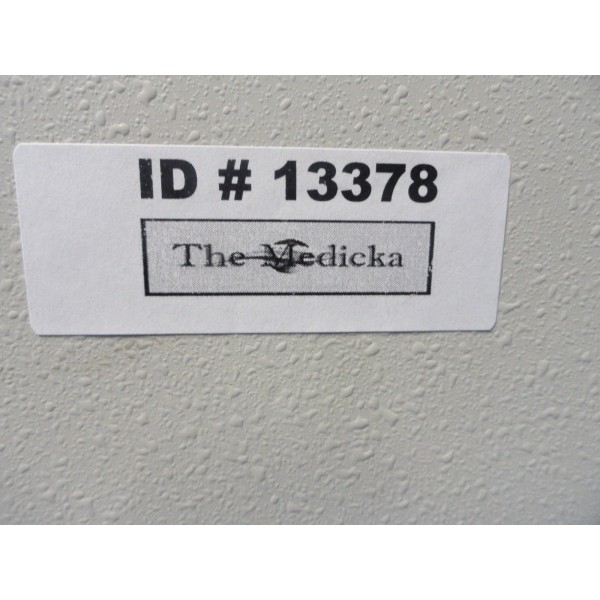 ID # 13378
The Medicka